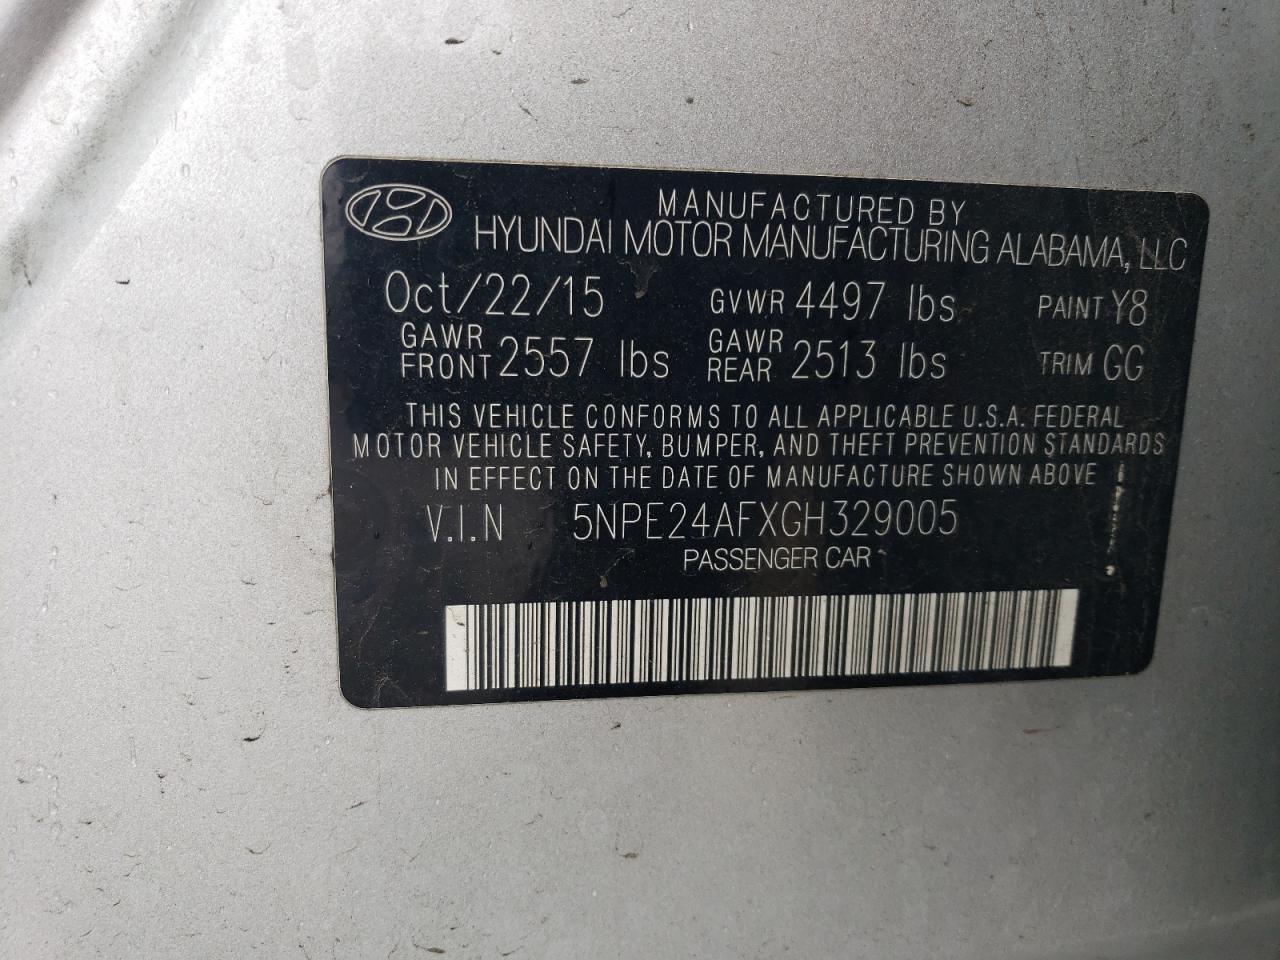 MANUFACTURED BY
HYUNDAI MOTOR MANUFACTURING ALABAMA, LLC
Oct/22/15 GVWR 4497 lbs PAINT Y8
GAWR FRONT 2557 lbs GAWR REAR 2513 lbs TRIM GG
THIS VEHICLE CONFORMS TO ALL APPLICABLE U.S.A. FEDERAL
MOTOR VEHICLE SAFETY, BUMPER, AND THEFT PREVENTION STANDARDS
IN EFFECT ON THE DATE OF MANUFACTURE SHOWN ABOVE
V.I.N 5NPE24AFXGH329005
PASSENGER CAR